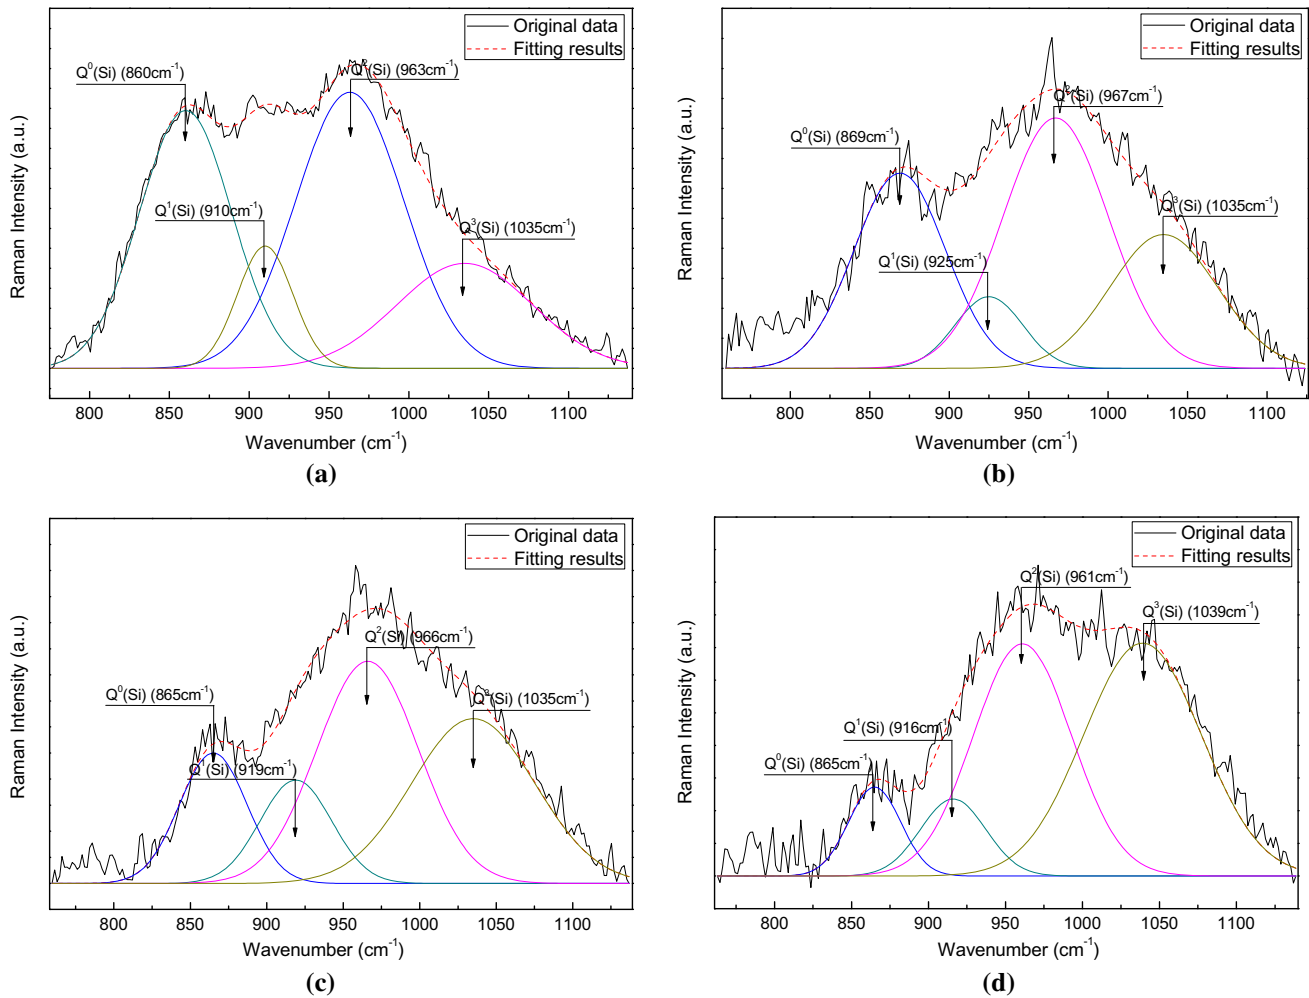 Original data
Fitting results
Q⁰(Si) (860cm⁻¹)
Q²(Si) (963cm⁻¹)
Q¹(Si) (910cm⁻¹)
Q³(Si) (1035cm⁻¹)
Raman Intensity (a.u.)
800 850 900 950 1000 1050 1100
Wavenumber (cm⁻¹)
(a)
Original data
Fitting results
Q²(Si) (967cm⁻¹)
Q⁰(Si) (869cm⁻¹)
Q³(Si) (1035cm⁻¹)
Q¹(Si) (925cm⁻¹)
Raman Intensity (a.u.)
800 850 900 950 1000 1050 1100
Wavenumber (cm⁻¹)
(b)
Original data
Fitting results
Q²(Si) (966cm⁻¹)
Q⁰(Si) (865cm⁻¹)
Q³(Si) (1035cm⁻¹)
Q¹(Si) (919cm⁻¹)
Raman Intensity (a.u.)
800 850 900 950 1000 1050 1100
Wavenumber (cm⁻¹)
(c)
Original data
Fitting results
Q²(Si) (961cm⁻¹)
Q³(Si) (1039cm⁻¹)
Q¹(Si) (916cm⁻¹)
Q⁰(Si) (865cm⁻¹)
Raman Intensity (a.u.)
800 850 900 950 1000 1050 1100
Wavenumber (cm⁻¹)
(d)